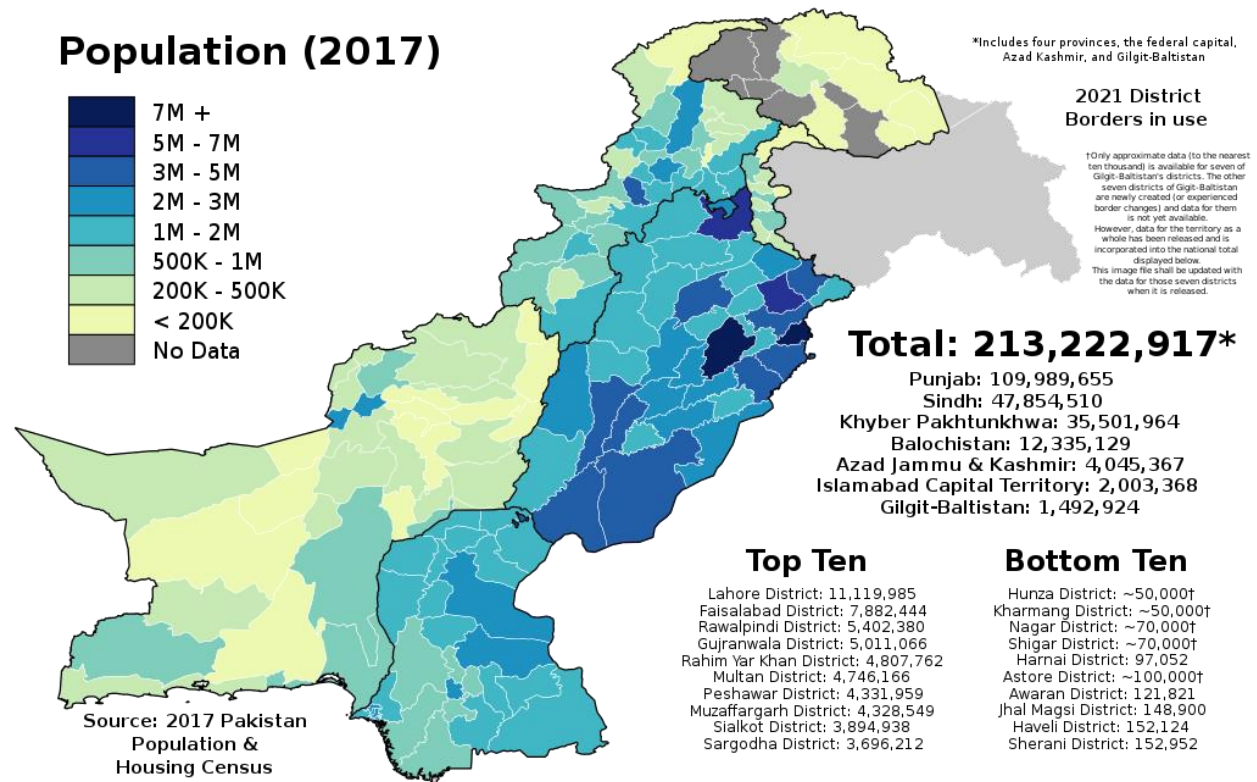 Population (2017)
7M +
5M - 7M
3M - 5M
2M - 3M
1M - 2M
500K - 1M
200K - 500K
< 200K
No Data
*Includes four provinces, the federal capital,
Azad Kashmir, and Gilgit-Baltistan
2021 District
Borders in use
†Only approximate data (to the nearest
ten thousand) is available for seven of
Gilgit-Baltistan's districts. The other
seven districts of Gigit-Baltistan
are newly created (or experienced
border changes) and data for them
is not yet available.
However, data for the territory as a
whole has been released and is
incorporated into the national total
displayed below.
This image file shall be updated with
the data for those seven districts
when it is released.
Total: 213,222,917*
Punjab: 109,989,655
Sindh: 47,854,510
Khyber Pakhtunkhwa: 35,501,964
Balochistan: 12,335,129
Azad Jammu & Kashmir: 4,045,367
Islamabad Capital Territory: 2,003,368
Gilgit-Baltistan: 1,492,924
Top Ten
Lahore District: 11,119,985
Faisalabad District: 7,882,444
Rawalpindi District: 5,402,380
Gujranwala District: 5,011,066
Rahim Yar Khan District: 4,807,762
Multan District: 4,746,166
Peshawar District: 4,331,959
Muzaffargarh District: 4,328,549
Sialkot District: 3,894,938
Sargodha District: 3,696,212
Bottom Ten
Hunza District: ~50,000†
Kharmang District: ~50,000†
Nagar District: ~70,000†
Shigar District: ~70,000†
Harnai District: 97,052
Astore District: ~100,000†
Awaran District: 121,821
Jhal Magsi District: 148,900
Haveli District: 152,124
Sherani District: 152,952
Source: 2017 Pakistan
Population &
Housing Census